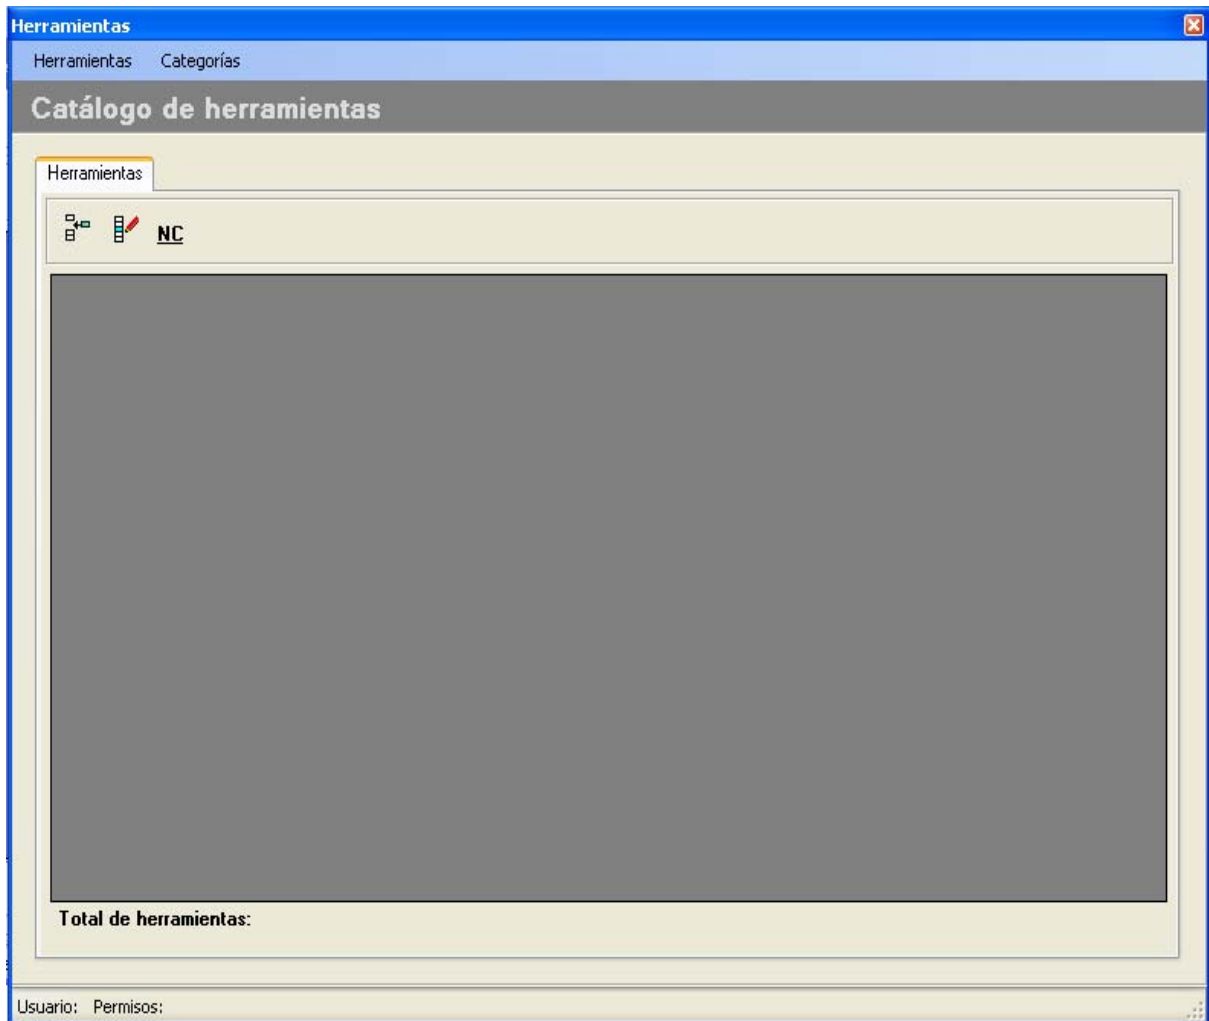 Herramientas
Herramientas Categorías
Catálogo de herramientas
Herramientas
NC
Total de herramientas:
Usuario: Permisos: